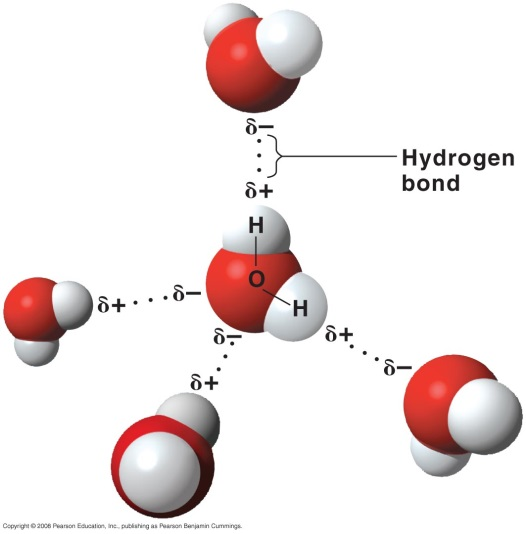 δ−
Hydrogen
bond
δ+
H
O
H
δ+
δ−
δ−
δ+
δ+
δ−
Copyright © 2008 Pearson Education, Inc., publishing as Pearson Benjamin Cummings.